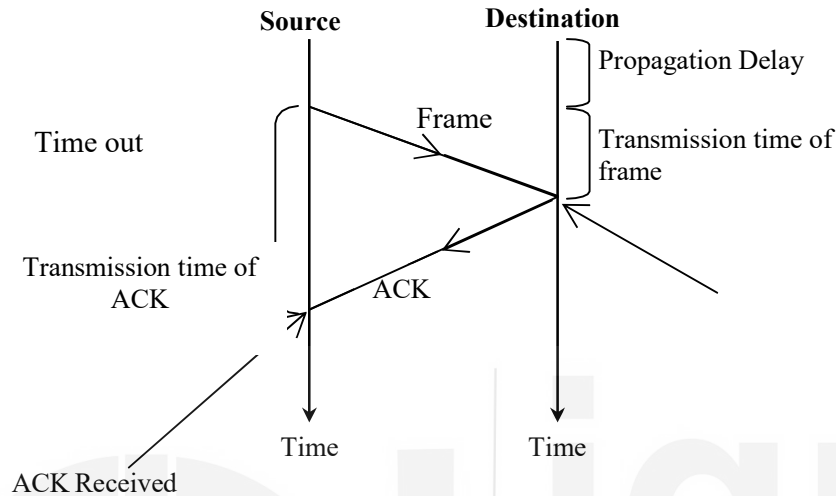 Source
Destination
Propagation Delay
Frame
Time out
Transmission time of
frame
Transmission time of
ACK
ACK
Time
Time
ACK Received